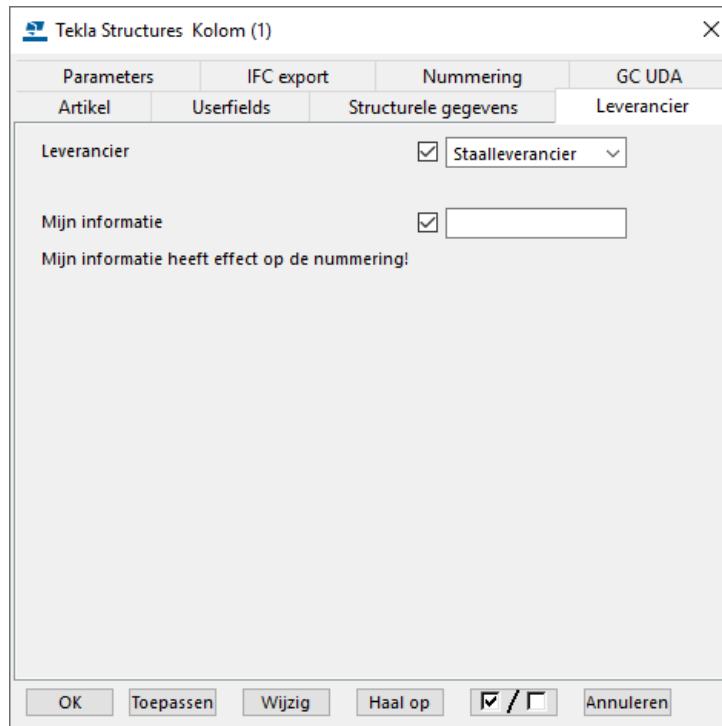 Tekla Structures Kolom (1)
Parameters IFC export Nummering GC UDA
Artikel Userfields Structurele gegevens Leverancier
Leverancier Staalleverancier
Mijn informatie
Mijn informatie heeft effect op de nummering!
OK Toepassen Wijzig Haal op / Annuleren